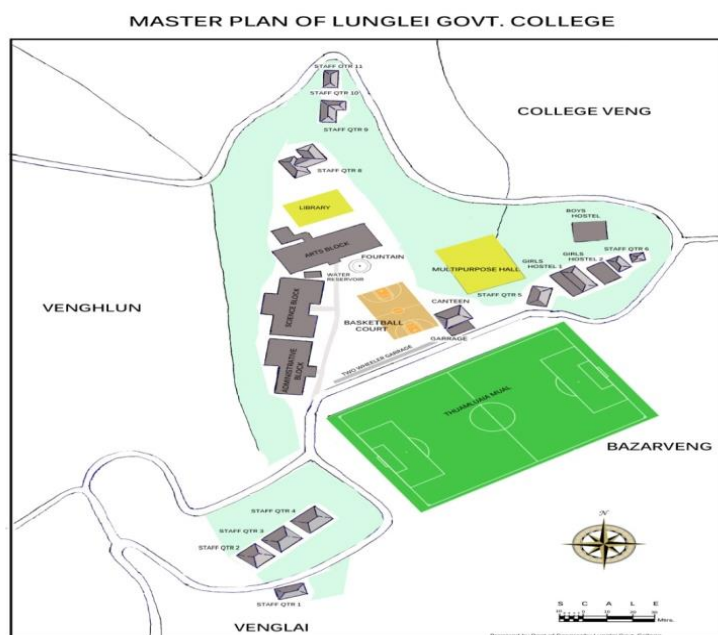 MASTER PLAN OF LUNGLEI GOVT. COLLEGE
STAFF QTR 11
STAFF QTR 10
STAFF QTR 9
COLLEGE VENG
STAFF QTR 8
LIBRARY
BOYS
HOSTEL
ARTS BLOCK
FOUNTAIN
WATER
RESERVOIR
MULTIPURPOSE HALL
GIRLS
HOSTEL 1
GIRLS
HOSTEL 2
STAFF QTR 6
STAFF QTR 5
VENGHLUN
SCIENCE BLOCK
CANTEEN
BASKETBALL
COURT
GARRAGE
ADMINISTRATIVE
BLOCK
TWO WHEELER GARRAGE
THUAMLUAIA MUAL
BAZARVENG
STAFF QTR 4
STAFF QTR 3
STAFF QTR 2
STAFF QTR 1
VENGLAI
N
S C A L E
Mtrs.